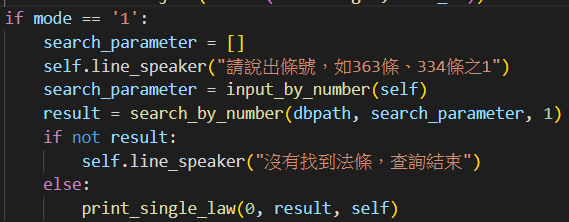 if mode == '1':
search_parameter = []
self.line_speaker("請說出條號，如363條、334條之1")
search_parameter = input_by_number(self)
result = search_by_number(dbpath, search_parameter, 1)
if not result:
self.line_speaker("沒有找到法條，查詢結束")
else:
print_single_law(0, result, self)